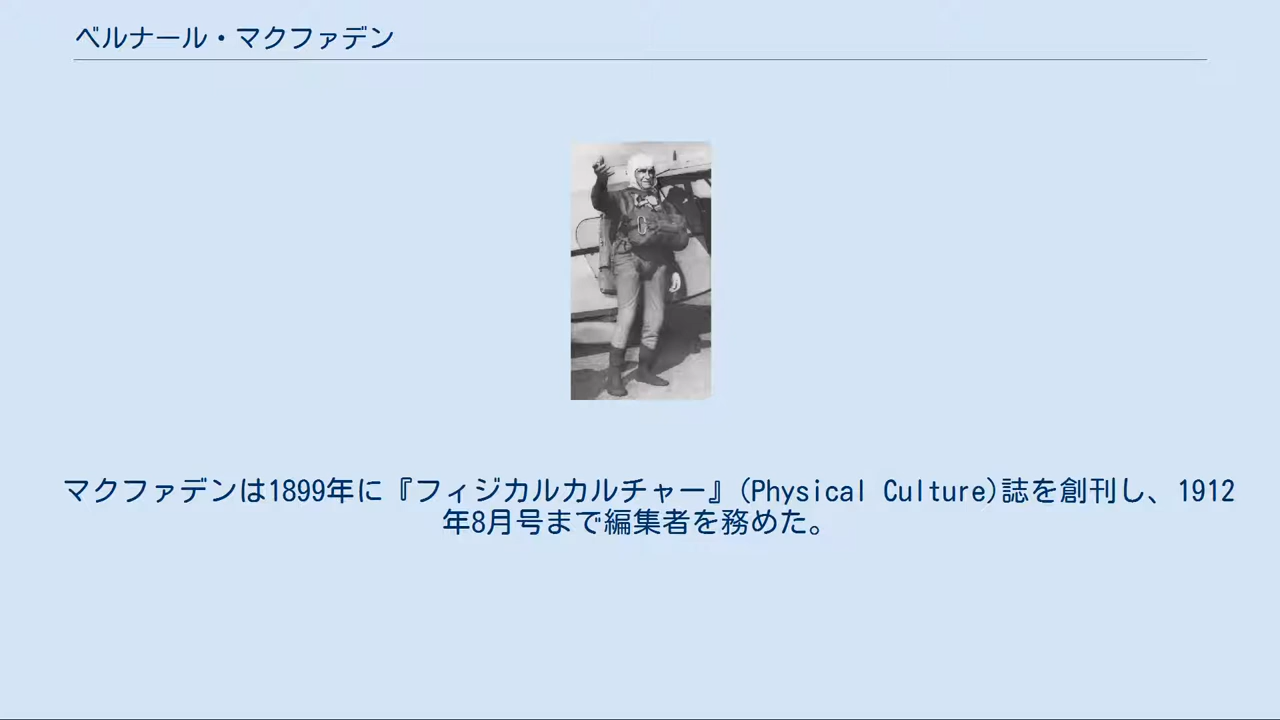 ベルナール・マクファデン
マクファデンは1899年に『フィジカルカルチャー』(Physical Culture)誌を創刊し、1912
年8月号まで編集者を務めた。